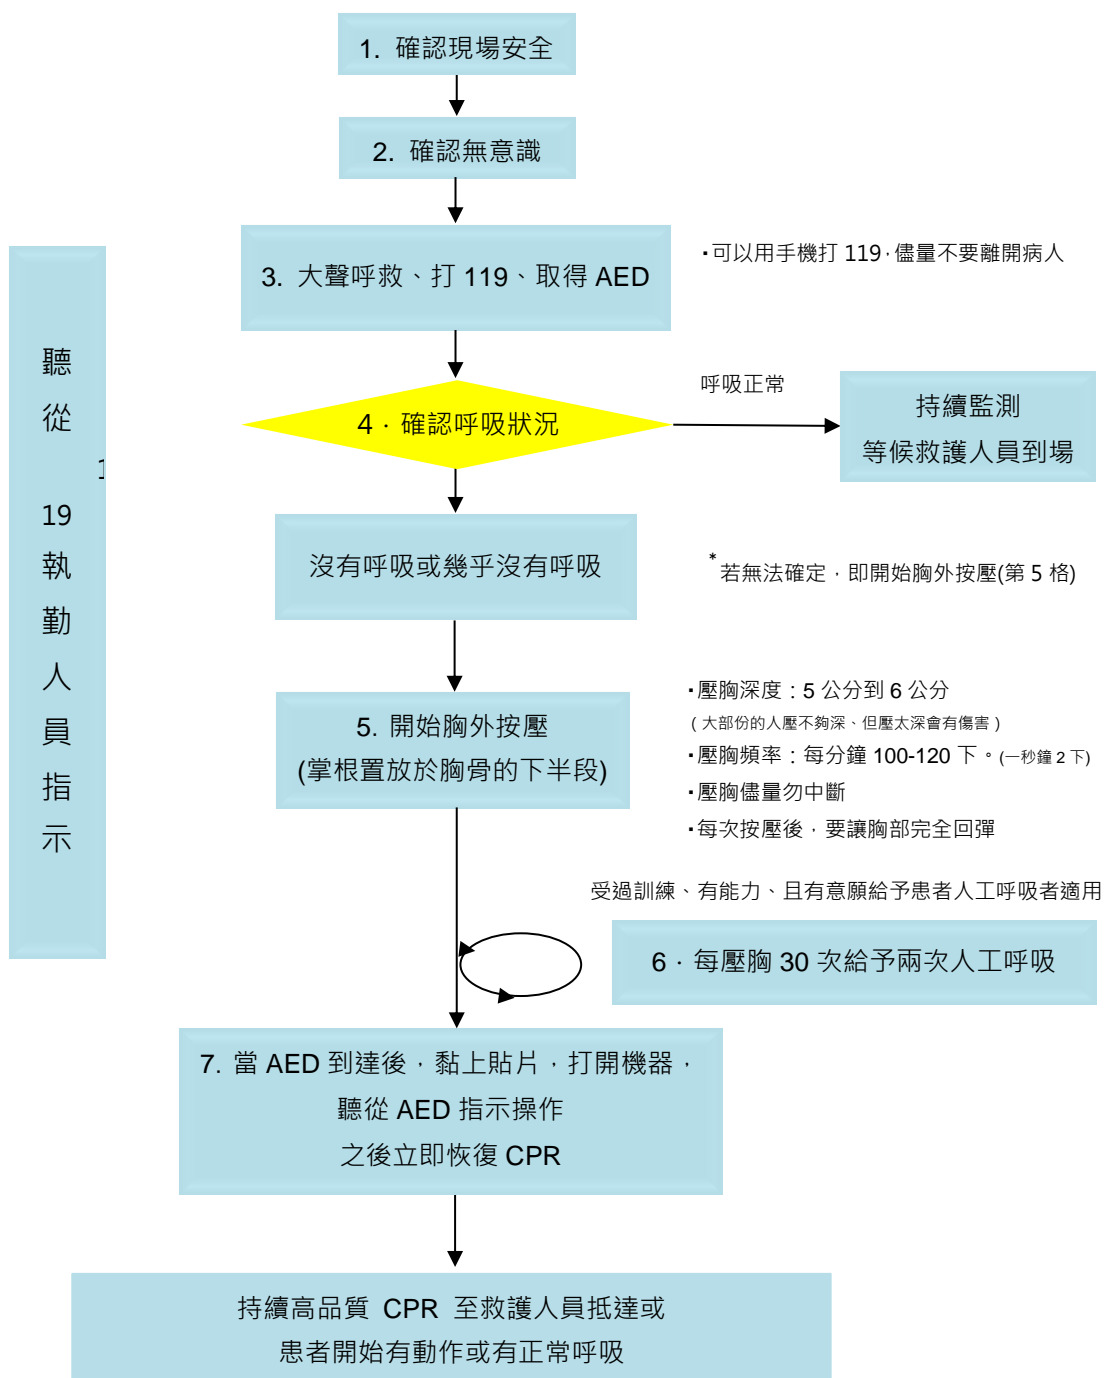 1. 確認現場安全
2. 確認無意識
3. 大聲呼救、打 119、取得 AED
‧可以用手機打 119，儘量不要離開病人
聽從
1
19
執勤人員指示
4．確認呼吸狀況
呼吸正常
持續監測
等候救護人員到場
沒有呼吸或幾乎沒有呼吸
*若無法確定，即開始胸外按壓(第 5 格)
5. 開始胸外按壓
(掌根置放於胸骨的下半段)
‧壓胸深度：5 公分到 6 公分
（大部份的人壓不夠深、但壓太深會有傷害）
‧壓胸頻率：每分鐘 100-120 下。(一秒鐘 2 下)
‧壓胸儘量勿中斷
‧每次按壓後，要讓胸部完全回彈
受過訓練、有能力、且有意願給予患者人工呼吸者適用
6．每壓胸 30 次給予兩次人工呼吸
7. 當 AED 到達後，黏上貼片，打開機器，
聽從 AED 指示操作
之後立即恢復 CPR
持續高品質 CPR 至救護人員抵達或
患者開始有動作或有正常呼吸